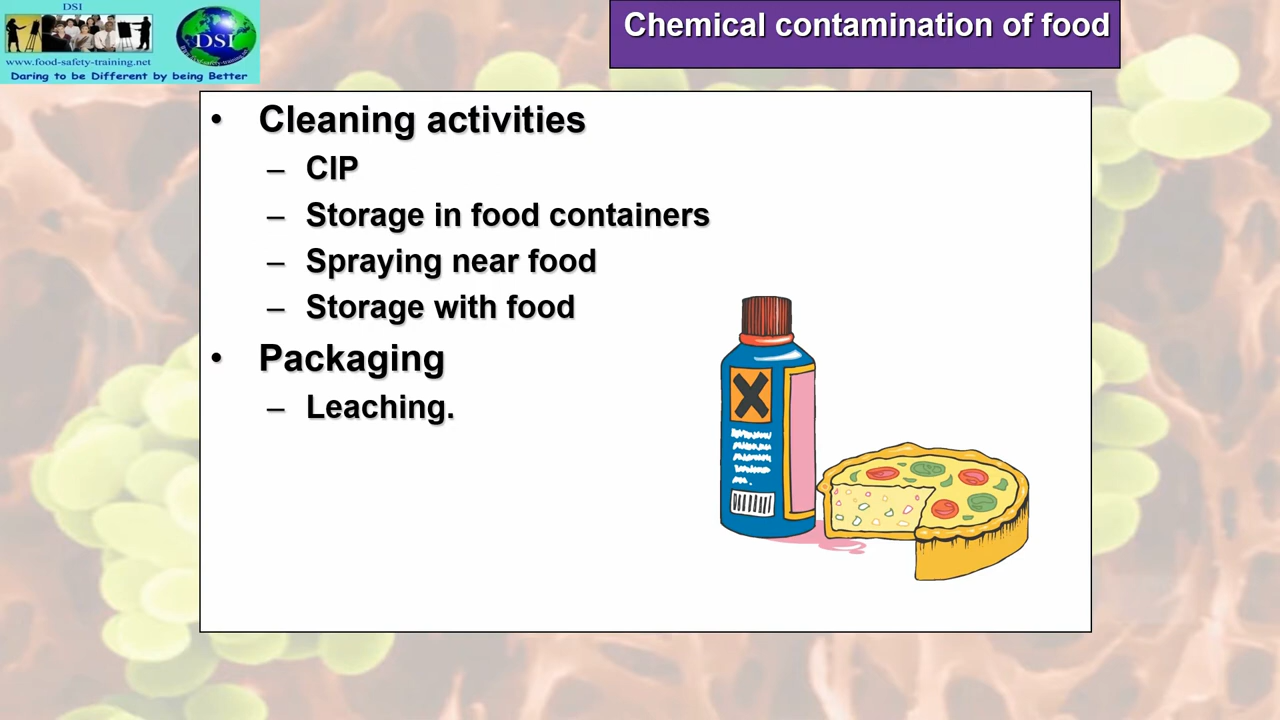 DSI
DSI
www.food-safety-training.net
Daring to be Different by being Better
Chemical contamination of food
• Cleaning activities
– CIP
– Storage in food containers
– Spraying near food
– Storage with food
• Packaging
– Leaching.